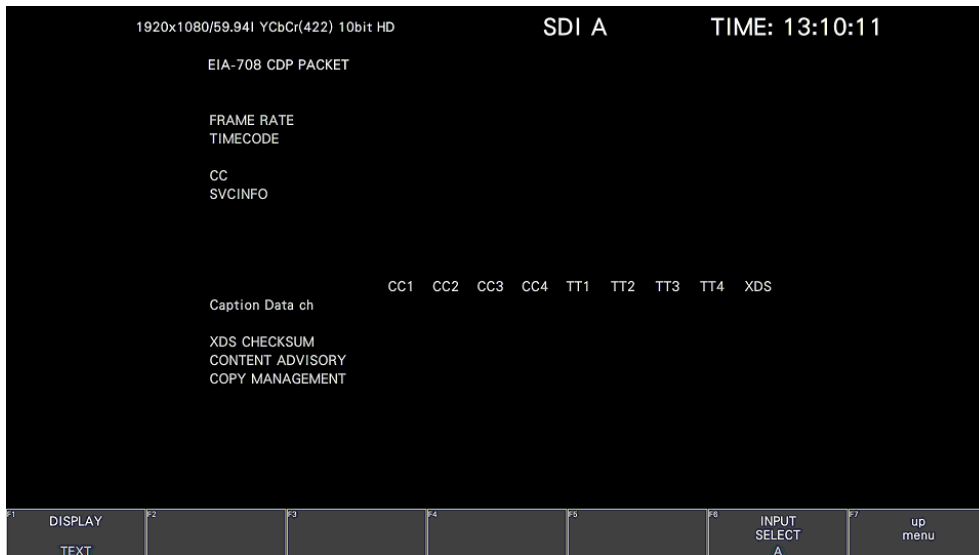 1920x1080/59.94I YCbCr(422) 10bit HD SDI A TIME: 13:10:11
EIA-708 CDP PACKET
FRAME RATE
TIMECODE
CC
SVCINFO
CC1 CC2 CC3 CC4 TT1 TT2 TT3 TT4 XDS
Caption Data ch
XDS CHECKSUM
CONTENT ADVISORY
COPY MANAGEMENT
F1 DISPLAY TEXT
F2
F3
F4
F5
F6 INPUT SELECT A
F7 up menu